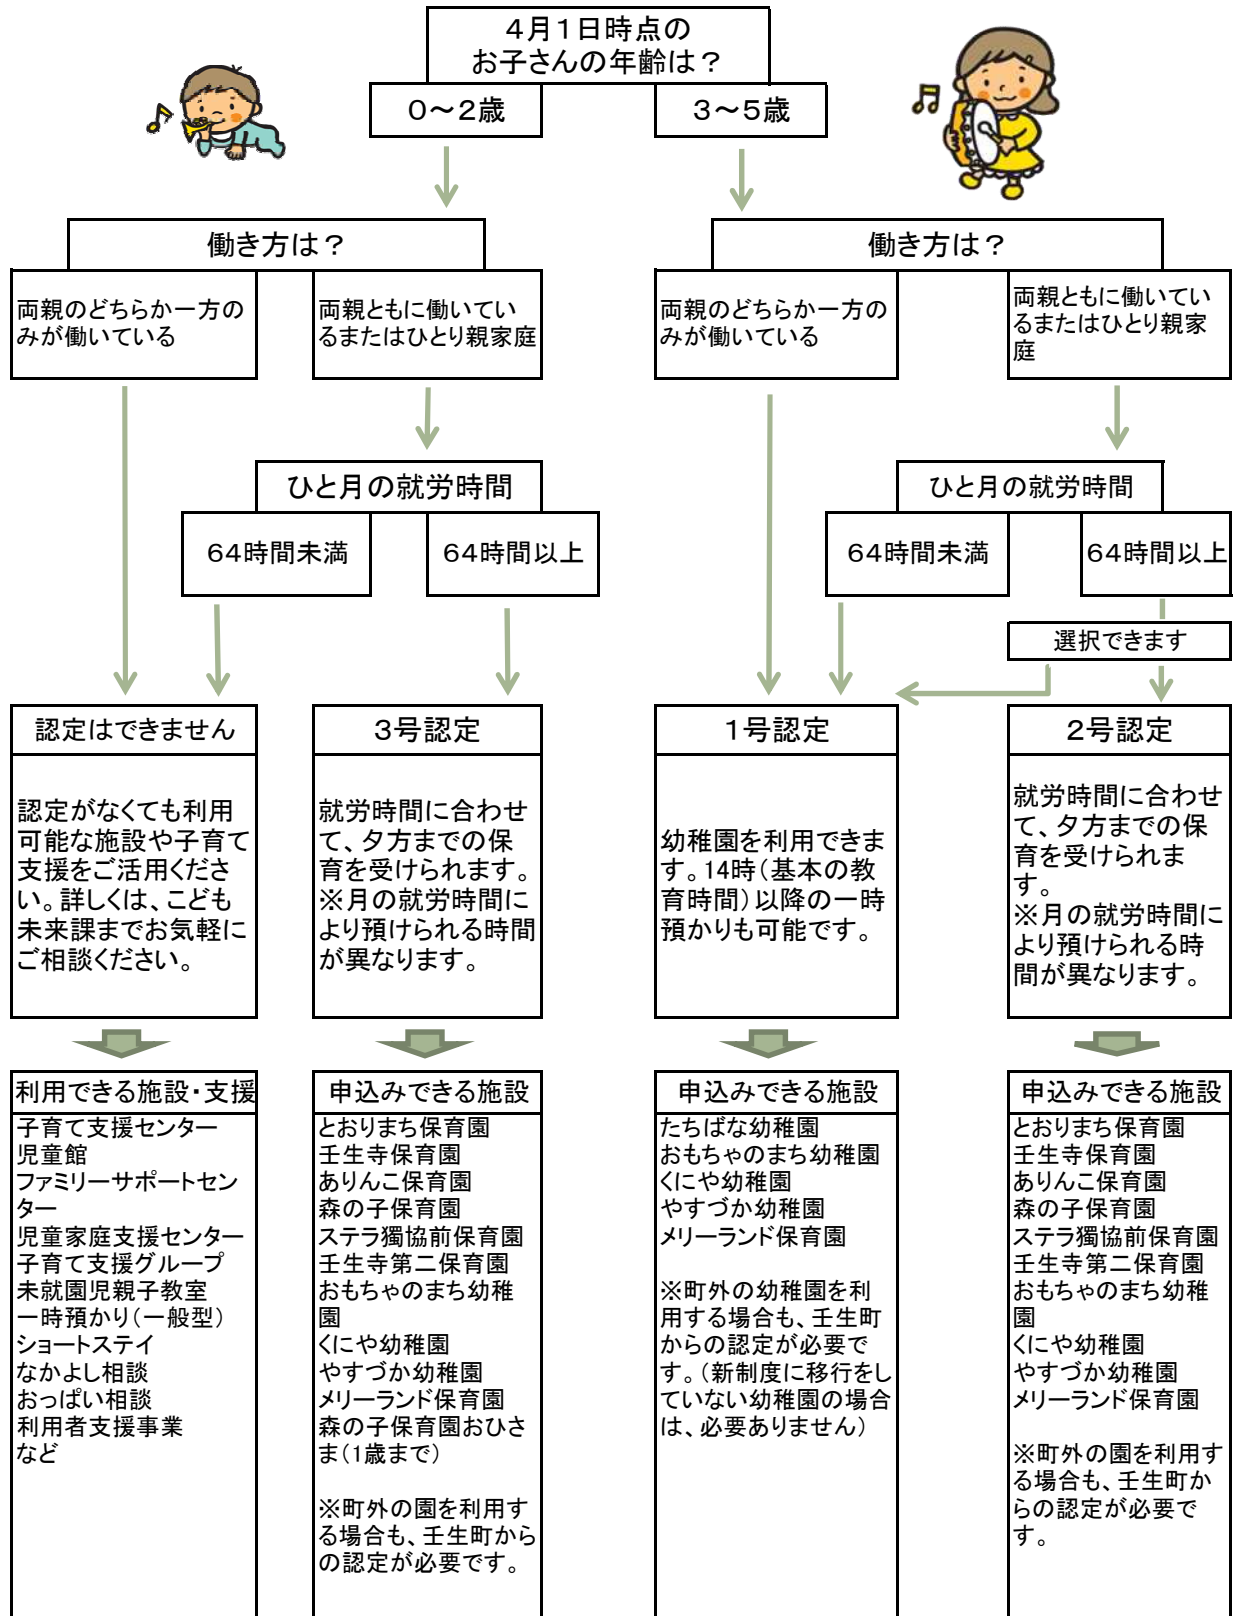 ４月１日時点の
お子さんの年齢は？
０～２歳
３～５歳
働き方は？
両親のどちらか一方の
みが働いている
両親ともに働いてい
るまたはひとり親家庭
働き方は？
両親のどちらか一方の
みが働いている
両親ともに働いてい
るまたはひとり親家
庭
ひと月の就労時間
６４時間未満
６４時間以上
ひと月の就労時間
６４時間未満
６４時間以上
選択できます
認定はできません
認定がなくても利用
可能な施設や子育て
支援をご活用くださ
い。詳しくは、こども
未来課までお気軽に
ご相談ください。
３号認定
就労時間に合わせ
て、夕方までの保
育を受けられます。
※月の就労時間に
より預けられる時間
が異なります。
１号認定
幼稚園を利用できま
す。14時（基本の教
育時間）以降の一時
預かりも可能です。
２号認定
就労時間に合わせ
て、夕方までの保
育を受けられま
す。
※月の就労時間に
より預けられる時
間が異なります。
利用できる施設・支援
子育て支援センター
児童館
ファミリーサポートセン
ター
児童家庭支援センター
子育て支援グループ
未就園児親子教室
一時預かり（一般型）
ショートステイ
なかよし相談
おっぱい相談
利用者支援事業
など
申込みできる施設
とおりまち保育園
壬生寺保育園
ありんこ保育園
森の子保育園
ステラ獨協前保育園
壬生寺第二保育園
おもちゃのまち幼稚
園
くにや幼稚園
やすづか幼稚園
メリーランド保育園
森の子保育園おひさ
ま（1歳まで）
※町外の園を利用す
る場合も、壬生町から
の認定が必要です。
申込みできる施設
たちばな幼稚園
おもちゃのまち幼稚園
くにや幼稚園
やすづか幼稚園
メリーランド保育園
※町外の幼稚園を利
用する場合も、壬生町
からの認定が必要で
す。（新制度に移行をし
ていない幼稚園の場合
は、必要ありません）
申込みできる施設
とおりまち保育園
壬生寺保育園
ありんこ保育園
森の子保育園
ステラ獨協前保育園
壬生寺第二保育園
おもちゃのまち幼稚
園
くにや幼稚園
やすづか幼稚園
メリーランド保育園
※町外の園を利用す
る場合も、壬生町か
らの認定が必要で
す。